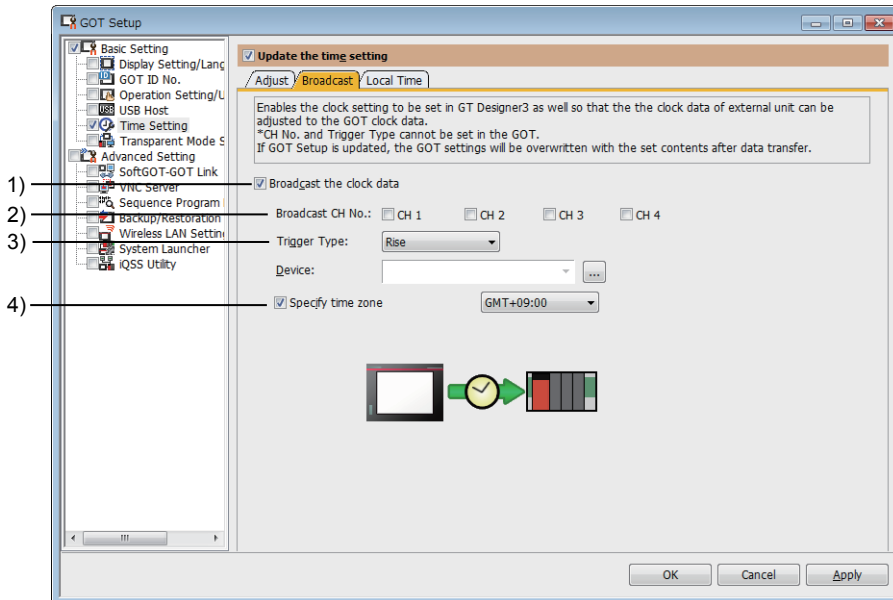 GOT Setup
Basic Setting
Display Setting/Lang
GOT ID No.
Operation Setting/U
USB Host
Time Setting
Transparent Mode S
Advanced Setting
SoftGOT-GOT Link
VNC Server
Sequence Program
Backup/Restoration
Wireless LAN Setting
System Launcher
iQSS Utility
Update the time setting
Adjust Broadcast Local Time
Enables the clock setting to be set in GT Designer3 as well so that the the clock data of external unit can be
adjusted to the GOT clock data.
*CH No. and Trigger Type cannot be set in the GOT.
If GOT Setup is updated, the GOT settings will be overwritten with the set contents after data transfer.
1) Broadcast the clock data
2) Broadcast CH No.: CH 1 CH 2 CH 3 CH 4
3) Trigger Type: Rise
Device: ...
4) Specify time zone GMT+09:00
OK Cancel Apply